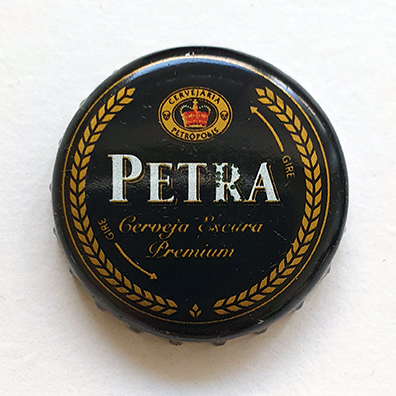 CERVEJARIA
PETRÓPOLIS
GIRE
PETRA
GIRE
Cerveja Escura
Premium